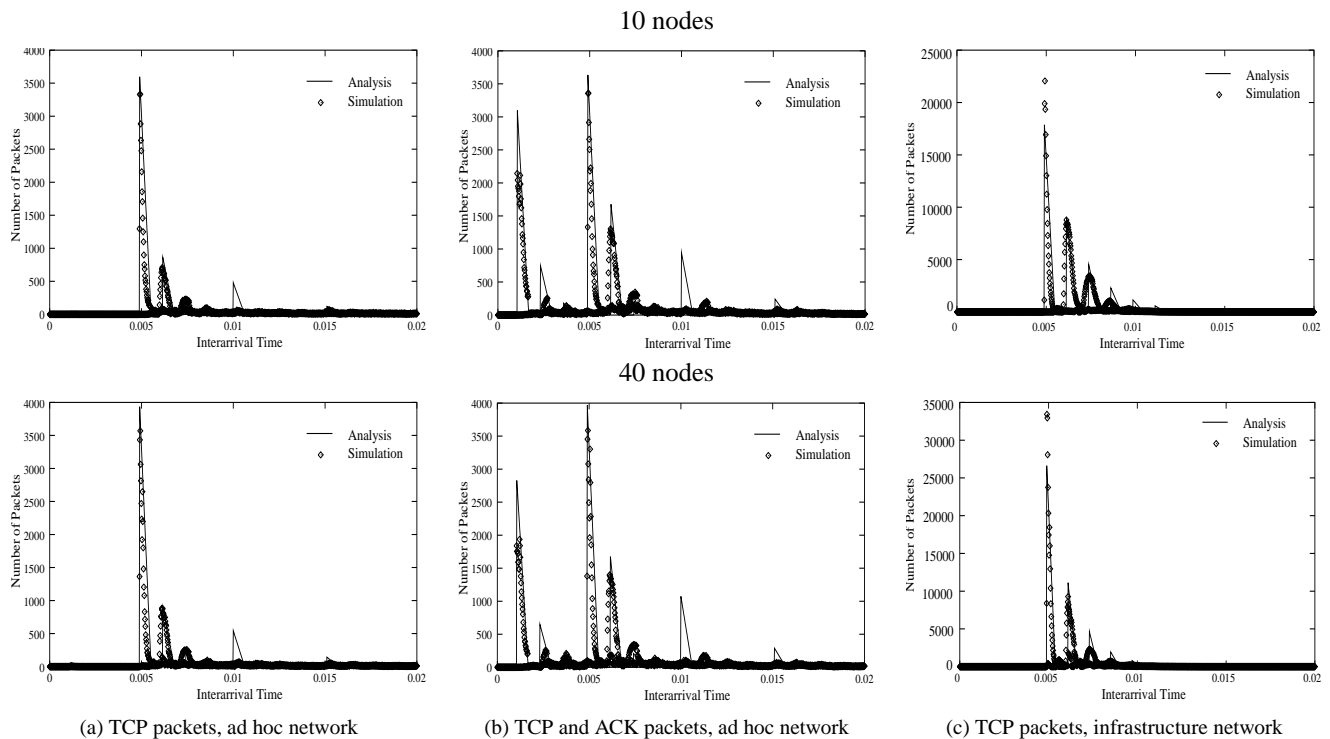 10 nodes
4000
3500
3000
2500
2000
1500
1000
500
0
Number of Packets
Analysis
Simulation
0
0.005
0.01
0.015
0.02
Interarrival Time
4000
3500
3000
2500
2000
1500
1000
500
0
Number of Packets
Analysis
Simulation
0
0.005
0.01
0.015
0.02
Interarrival Time
25000
20000
15000
10000
5000
0
Number of Packets
Analysis
Simulation
0
0.005
0.01
0.015
0.02
Interarrival Time
40 nodes
4000
3500
3000
2500
2000
1500
1000
500
0
Number of Packets
Analysis
Simulation
0
0.005
0.01
0.015
0.02
Interarrival Time
4000
3500
3000
2500
2000
1500
1000
500
0
Number of Packets
Analysis
Simulation
0
0.005
0.01
0.015
0.02
Interarrival Time
35000
30000
25000
20000
15000
10000
5000
0
Number of Packets
Analysis
Simulation
0
0.005
0.01
0.015
0.02
Interarrival Time
(a) TCP packets, ad hoc network
(b) TCP and ACK packets, ad hoc network
(c) TCP packets, infrastructure network